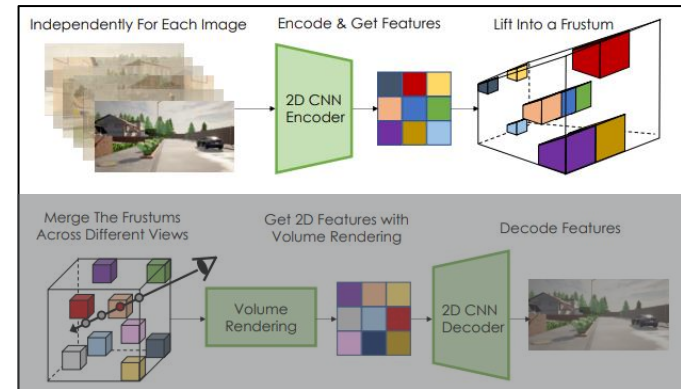 Independently For Each Image
Encode & Get Features
Lift Into a Frustum
2D CNN
Encoder
Merge The Frustums
Across Different Views
Get 2D Features with
Volume Rendering
Decode Features
Volume
Rendering
2D CNN
Decoder